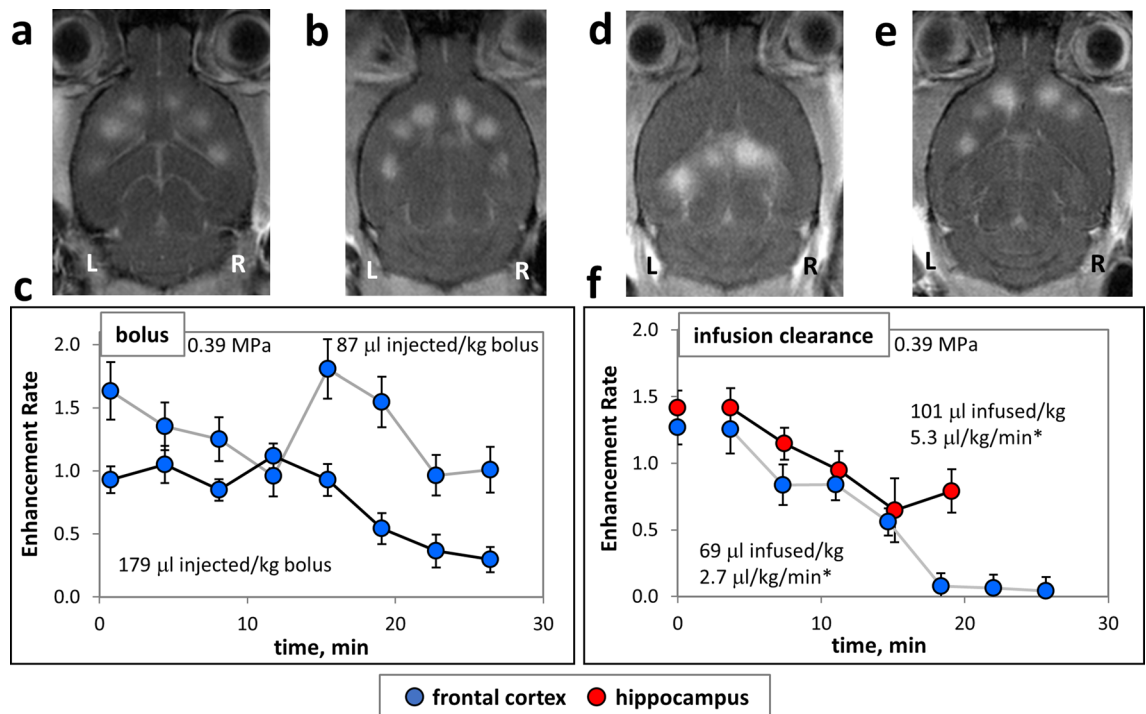 a
b
d
e
L
R
L
R
L
R
L
R
c
bolus
0.39 MPa
87 µl injected/kg bolus
179 µl injected/kg bolus
Enhancement Rate
2.0
1.5
1.0
0.5
0.0
0
10
20
30
time, min
f
infusion clearance
0.39 MPa
101 µl infused/kg
5.3 µl/kg/min*
69 µl infused/kg
2.7 µl/kg/min*
Enhancement Rate
2.0
1.5
1.0
0.5
0.0
0
10
20
30
time, min
frontal cortex
hippocampus